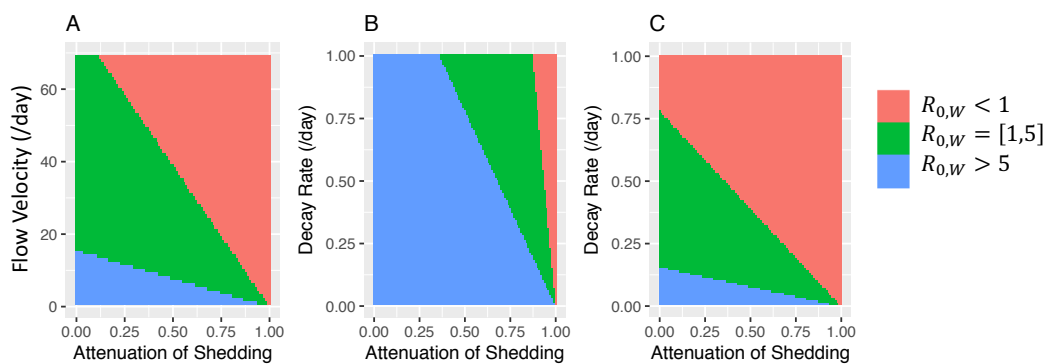 A
B
C
Flow Velocity (/day)
60
40
20
0
0.00 0.25 0.50 0.75 1.00
Attenuation of Shedding
Decay Rate (/day)
1.00
0.75
0.50
0.25
0.00
0.00 0.25 0.50 0.75 1.00
Attenuation of Shedding
Decay Rate (/day)
1.00
0.75
0.50
0.25
0.00
0.00 0.25 0.50 0.75 1.00
Attenuation of Shedding
R0,W < 1
R0,W = [1,5]
R0,W > 5